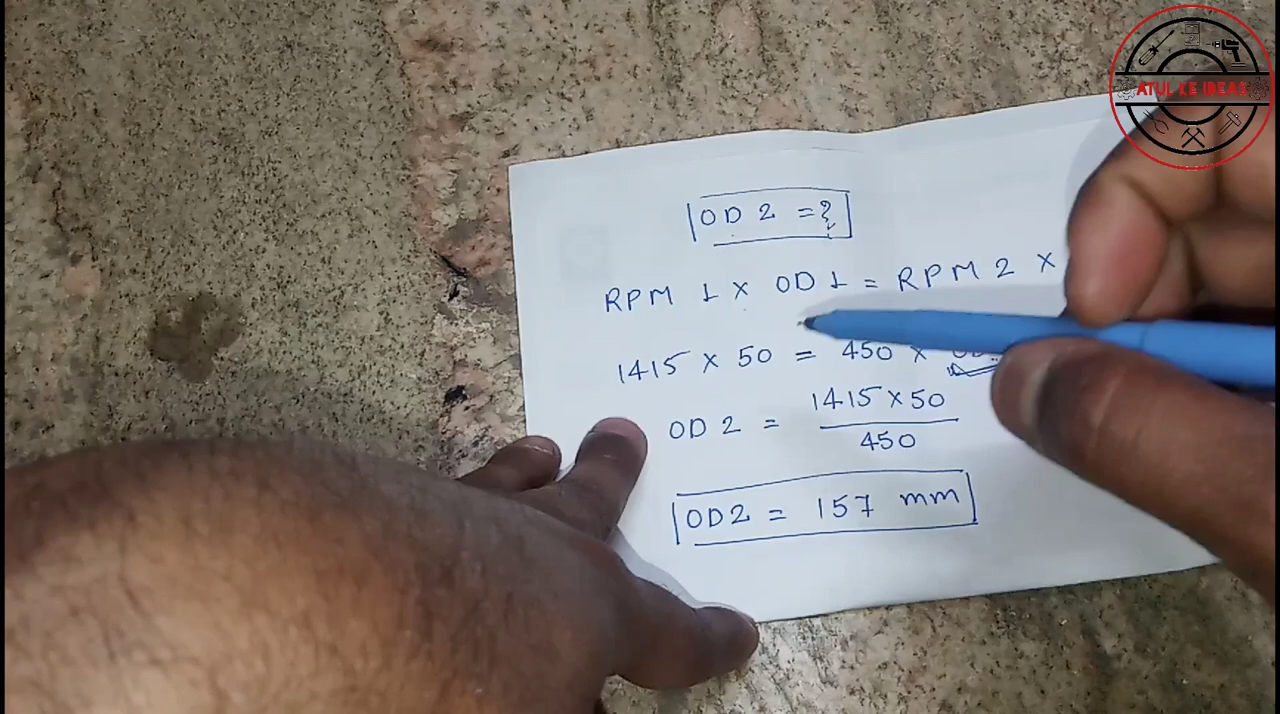 ATUL KE IDEAS
OD 2 = ?
RPM 1 × OD 1 = RPM 2 ×
1415 × 50 = 450 ×
OD 2 = 1415 × 50
450
OD2 = 157 mm